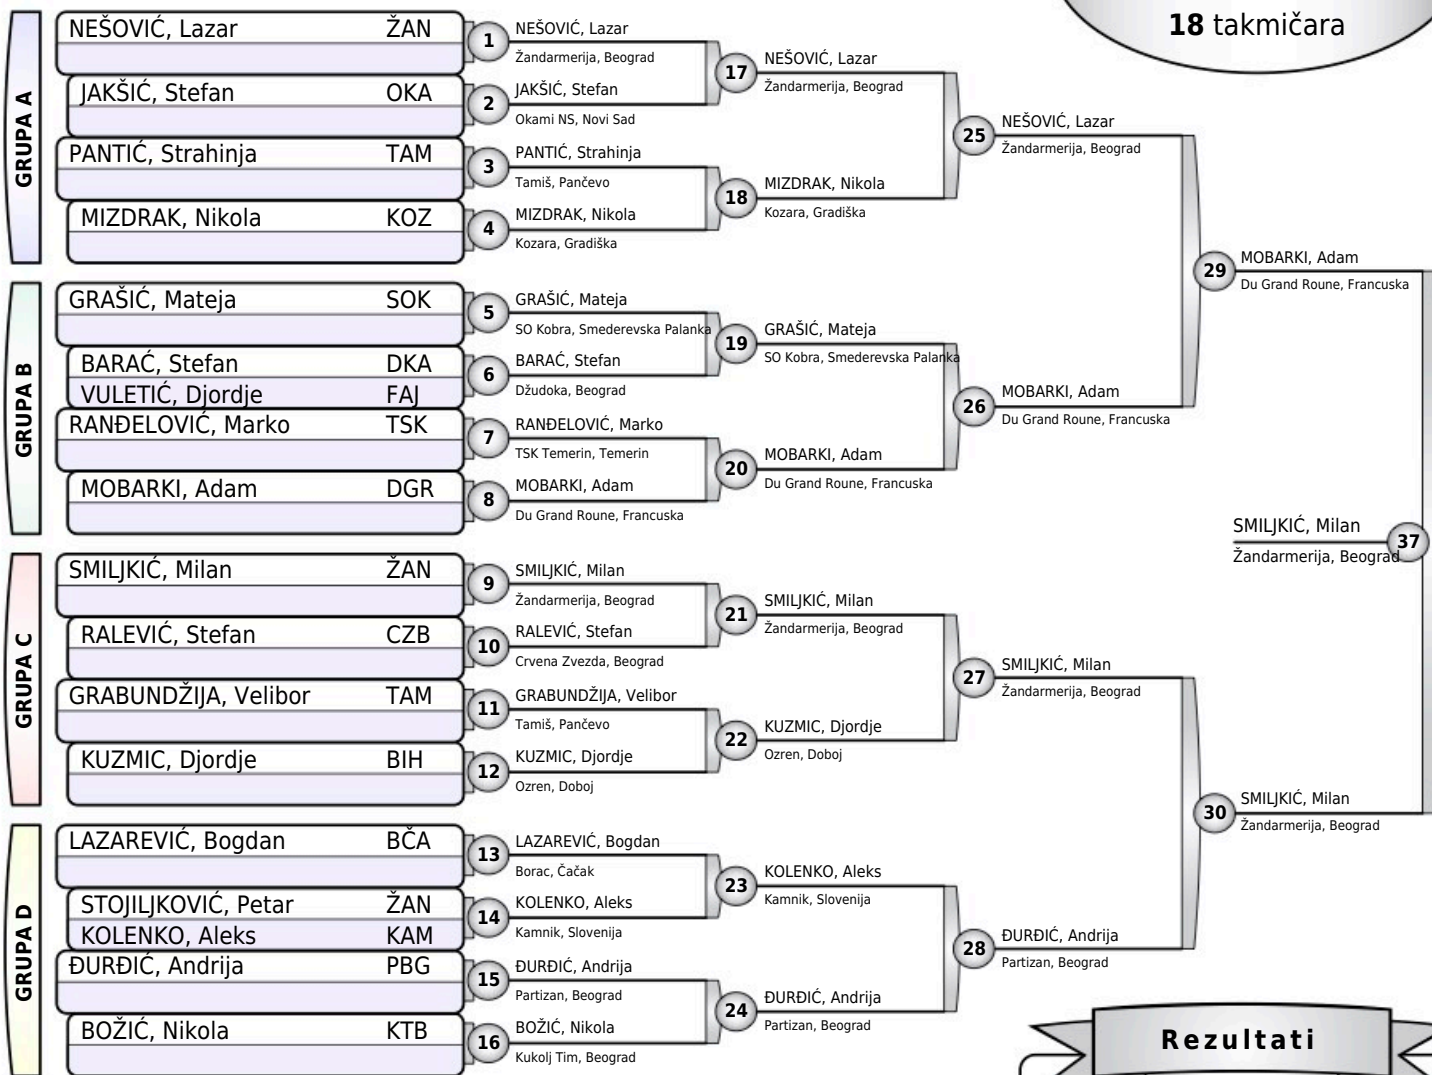 18 takmičara
GRUPA A
NEŠOVIĆ, Lazar ŽAN
JAKŠIĆ, Stefan OKA
PANTIĆ, Strahinja TAM
MIZDRAK, Nikola KOZ
GRUPA B
GRAŠIĆ, Mateja SOK
BARAĆ, Stefan DKA
VULETIĆ, Djordje FAJ
RANĐELOVIĆ, Marko TSK
MOBARKI, Adam DGR
GRUPA C
SMILJKIĆ, Milan ŽAN
RALEVIĆ, Stefan CZB
GRABUNDŽIJA, Velibor TAM
KUZMIC, Djordje BIH
GRUPA D
LAZAREVIĆ, Bogdan BČA
STOJILJKOVIĆ, Petar ŽAN
KOLENKO, Aleks KAM
ĐURĐIĆ, Andrija PBG
BOŽIĆ, Nikola KTB
1 NEŠOVIĆ, Lazar
Žandarmerija, Beograd
2 JAKŠIĆ, Stefan
Okami NS, Novi Sad
3 PANTIĆ, Strahinja
Tamiš, Pančevo
4 MIZDRAK, Nikola
Kozara, Gradiška
5 GRAŠIĆ, Mateja
SO Kobra, Smederevska Palanka
6 BARAĆ, Stefan
Džudoka, Beograd
7 RANĐELOVIĆ, Marko
TSK Temerin, Temerin
8 MOBARKI, Adam
Du Grand Roune, Francuska
9 SMILJKIĆ, Milan
Žandarmerija, Beograd
10 RALEVIĆ, Stefan
Crvena Zvezda, Beograd
11 GRABUNDŽIJA, Velibor
Tamiš, Pančevo
12 KUZMIC, Djordje
Ozren, Doboj
13 LAZAREVIĆ, Bogdan
Borac, Čačak
14 KOLENKO, Aleks
Kamnik, Slovenija
15 ĐURĐIĆ, Andrija
Partizan, Beograd
16 BOŽIĆ, Nikola
Kukolj Tim, Beograd
17 NEŠOVIĆ, Lazar
Žandarmerija, Beograd
18 MIZDRAK, Nikola
Kozara, Gradiška
19 GRAŠIĆ, Mateja
SO Kobra, Smederevska Palanka
20 MOBARKI, Adam
Du Grand Roune, Francuska
21 SMILJKIĆ, Milan
Žandarmerija, Beograd
22 KUZMIC, Djordje
Ozren, Doboj
23 KOLENKO, Aleks
Kamnik, Slovenija
24 ĐURĐIĆ, Andrija
Partizan, Beograd
25 NEŠOVIĆ, Lazar
Žandarmerija, Beograd
26 MOBARKI, Adam
Du Grand Roune, Francuska
27 SMILJKIĆ, Milan
Žandarmerija, Beograd
28 ĐURĐIĆ, Andrija
Partizan, Beograd
29 MOBARKI, Adam
Du Grand Roune, Francuska
30 SMILJKIĆ, Milan
Žandarmerija, Beograd
SMILJKIĆ, Milan 37
Žandarmerija, Beograd
Rezultati